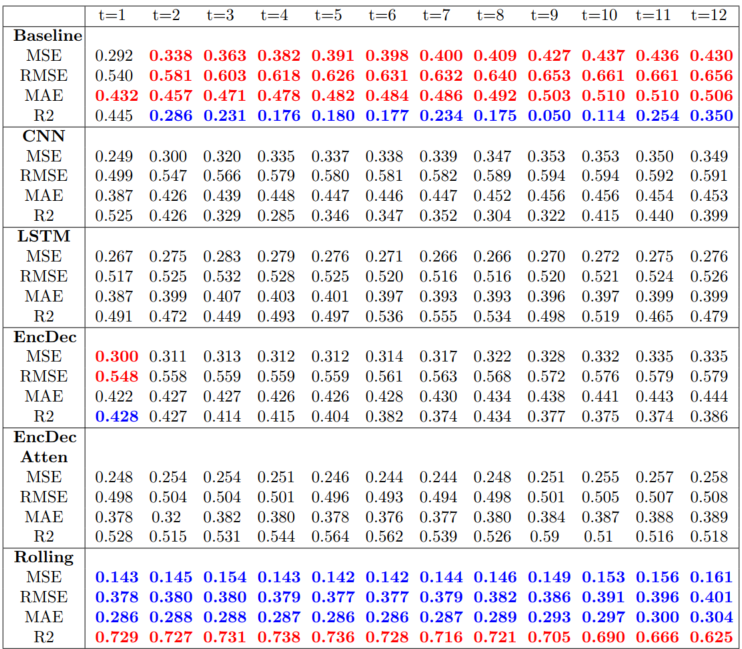 t=1 t=2 t=3 t=4 t=5 t=6 t=7 t=8 t=9 t=10 t=11 t=12
Baseline
MSE 0.292 0.338 0.363 0.382 0.391 0.398 0.400 0.409 0.427 0.437 0.436 0.430
RMSE 0.540 0.581 0.603 0.618 0.626 0.631 0.632 0.640 0.653 0.661 0.661 0.656
MAE 0.432 0.457 0.471 0.478 0.482 0.484 0.486 0.492 0.503 0.510 0.510 0.506
R2 0.445 0.286 0.231 0.176 0.180 0.177 0.234 0.175 0.050 0.114 0.254 0.350
CNN
MSE 0.249 0.300 0.320 0.335 0.337 0.338 0.339 0.347 0.353 0.353 0.350 0.349
RMSE 0.499 0.547 0.566 0.579 0.580 0.581 0.582 0.589 0.594 0.594 0.592 0.591
MAE 0.387 0.426 0.439 0.448 0.447 0.446 0.447 0.452 0.456 0.456 0.454 0.453
R2 0.525 0.426 0.329 0.285 0.346 0.347 0.352 0.304 0.322 0.415 0.440 0.399
LSTM
MSE 0.267 0.275 0.283 0.279 0.276 0.271 0.266 0.266 0.270 0.272 0.275 0.276
RMSE 0.517 0.525 0.532 0.528 0.525 0.520 0.516 0.516 0.520 0.521 0.524 0.526
MAE 0.387 0.399 0.407 0.403 0.401 0.397 0.393 0.393 0.396 0.397 0.399 0.399
R2 0.491 0.472 0.449 0.493 0.497 0.536 0.555 0.534 0.498 0.519 0.465 0.479
EncDec
MSE 0.300 0.311 0.313 0.312 0.312 0.314 0.317 0.322 0.328 0.332 0.335 0.335
RMSE 0.548 0.558 0.559 0.559 0.559 0.561 0.563 0.568 0.572 0.576 0.579 0.579
MAE 0.422 0.427 0.427 0.426 0.426 0.428 0.430 0.434 0.438 0.441 0.443 0.444
R2 0.428 0.427 0.414 0.415 0.404 0.382 0.374 0.434 0.377 0.375 0.374 0.386
EncDec
Atten
MSE 0.248 0.254 0.254 0.251 0.246 0.244 0.244 0.248 0.251 0.255 0.257 0.258
RMSE 0.498 0.504 0.504 0.501 0.496 0.493 0.494 0.498 0.501 0.505 0.507 0.508
MAE 0.378 0.32 0.382 0.380 0.378 0.376 0.377 0.380 0.384 0.387 0.388 0.389
R2 0.528 0.515 0.531 0.544 0.564 0.562 0.539 0.526 0.59 0.51 0.516 0.518
Rolling
MSE 0.143 0.145 0.154 0.143 0.142 0.142 0.144 0.146 0.149 0.153 0.156 0.161
RMSE 0.378 0.380 0.380 0.379 0.377 0.377 0.379 0.382 0.386 0.391 0.396 0.401
MAE 0.286 0.288 0.288 0.287 0.286 0.286 0.287 0.289 0.293 0.297 0.300 0.304
R2 0.729 0.727 0.731 0.738 0.736 0.728 0.716 0.721 0.705 0.690 0.666 0.625